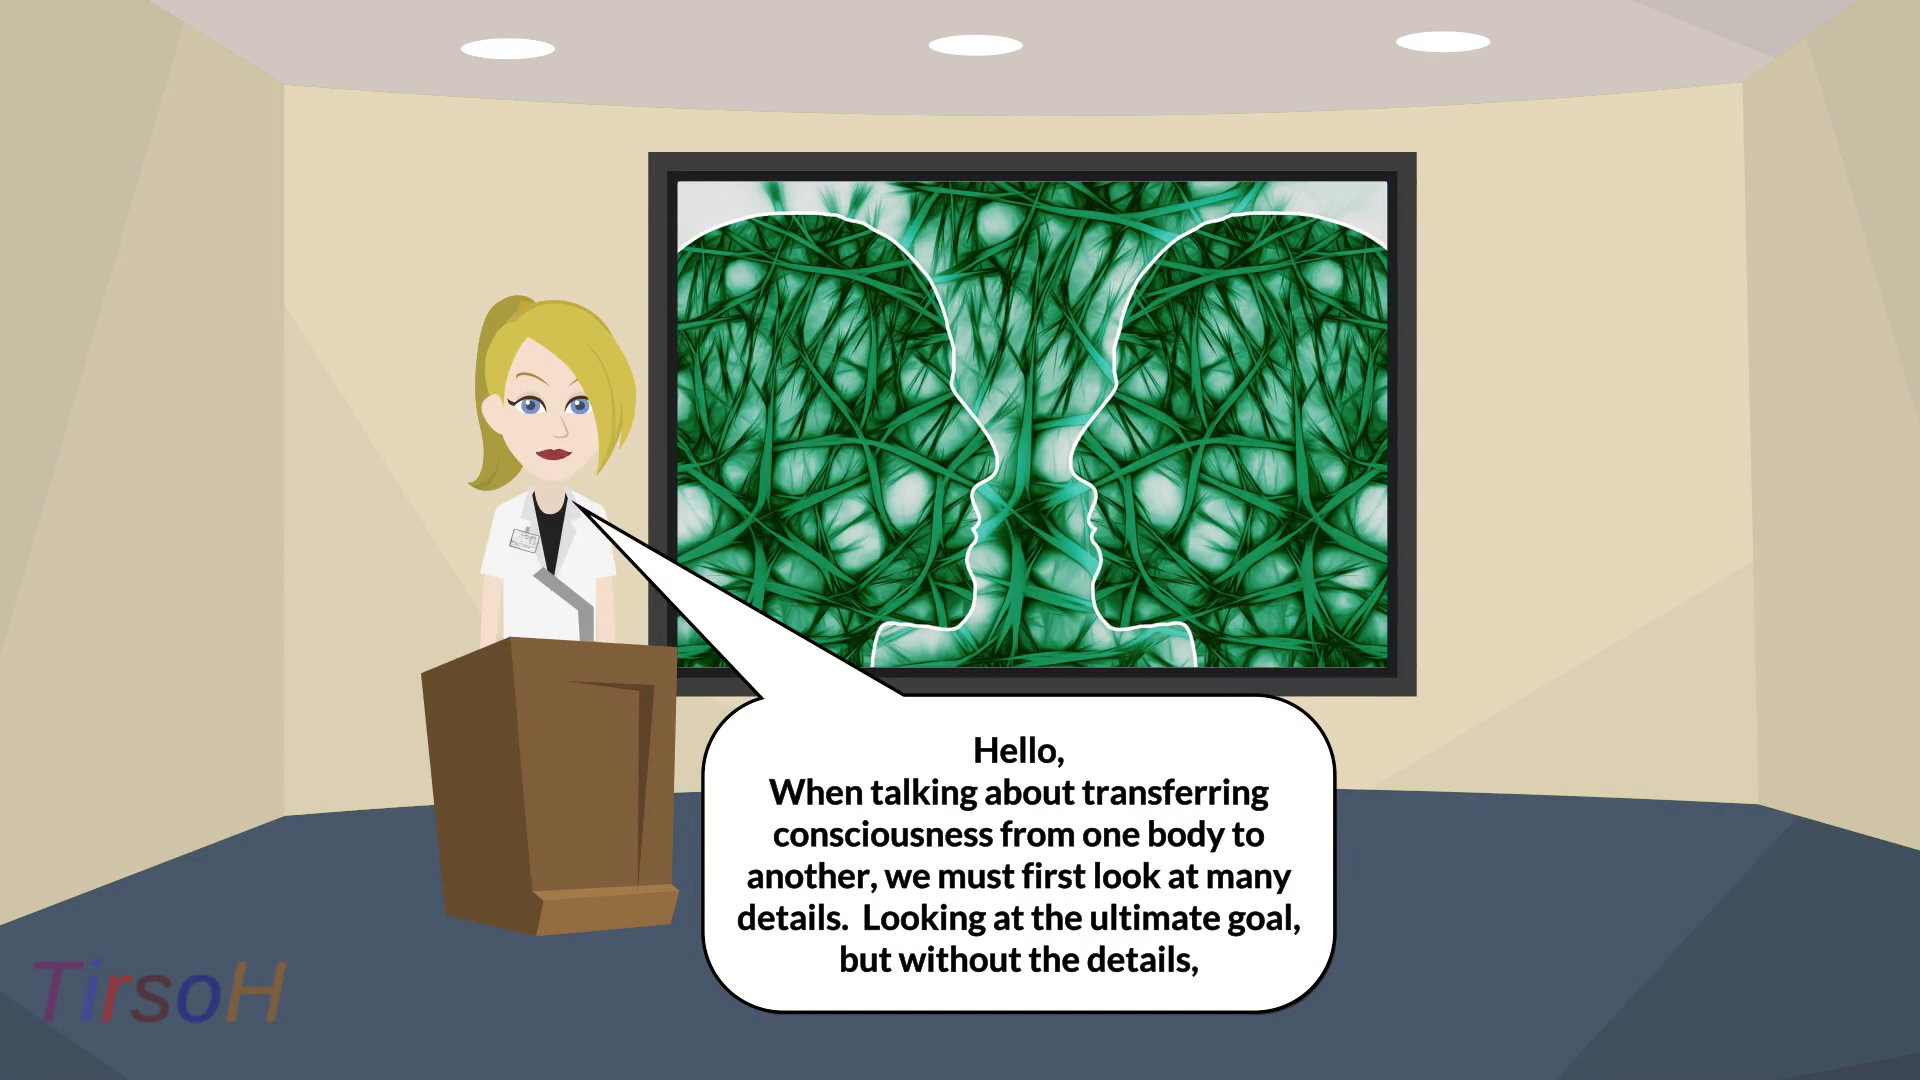 Hello,
When talking about transferring
consciousness from one body to
another, we must first look at many
details.  Looking at the ultimate goal,
but without the details,
TirsoH